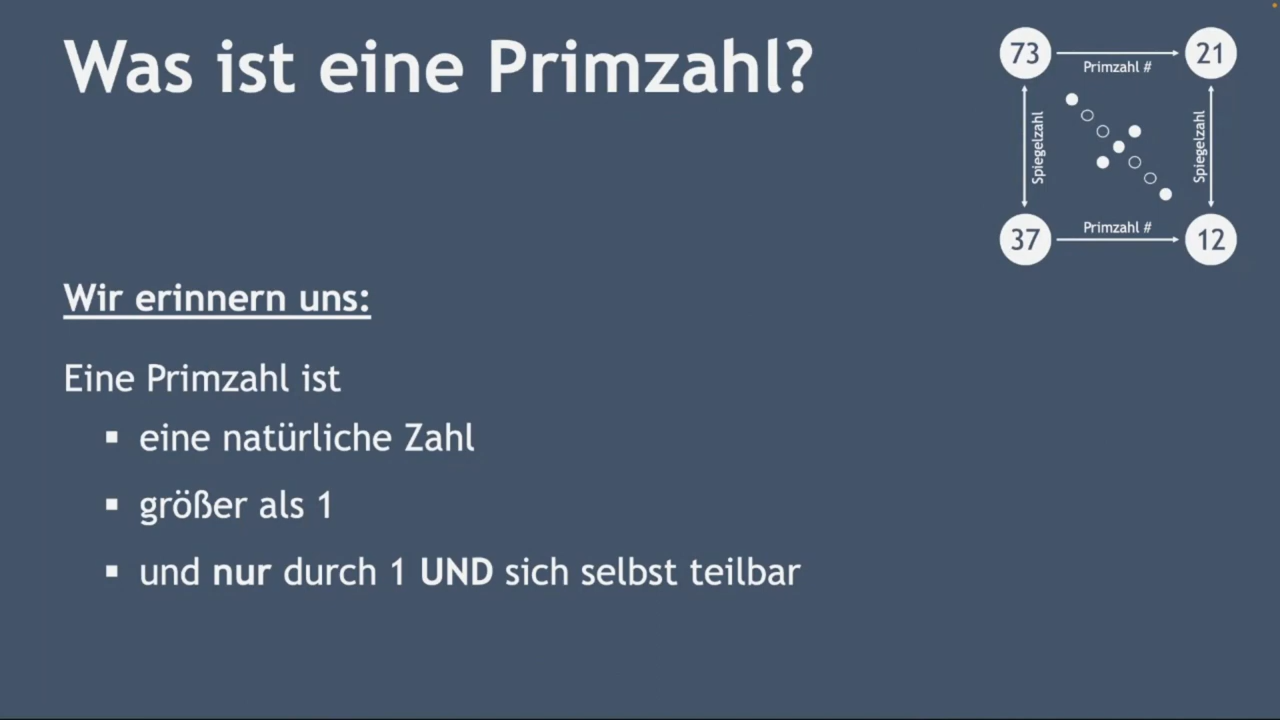 Was ist eine Primzahl?
73
Primzahl #
21
Spiegelzahl
Spiegelzahl
37
Primzahl #
12
Wir erinnern uns:
Eine Primzahl ist
▪ eine natürliche Zahl
▪ größer als 1
▪ und nur durch 1 UND sich selbst teilbar